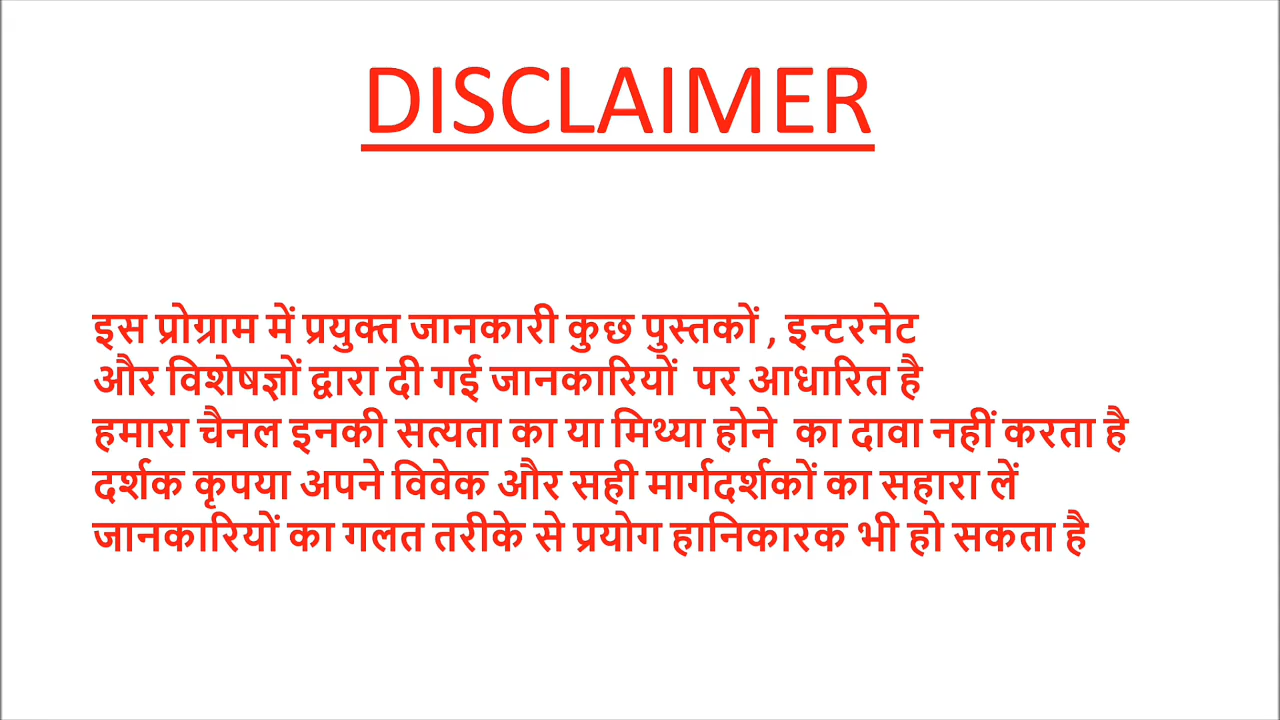 DISCLAIMER
इस प्रोग्राम में प्रयुक्त जानकारी कुछ पुस्तकों , इन्टरनेट
और विशेषज्ञों द्वारा दी गई जानकारियों पर आधारित है
हमारा चैनल इनकी सत्यता का या मिथ्या होने का दावा नहीं करता है
दर्शक कृपया अपने विवेक और सही मार्गदर्शकों का सहारा लें
जानकारियों का गलत तरीके से प्रयोग हानिकारक भी हो सकता है